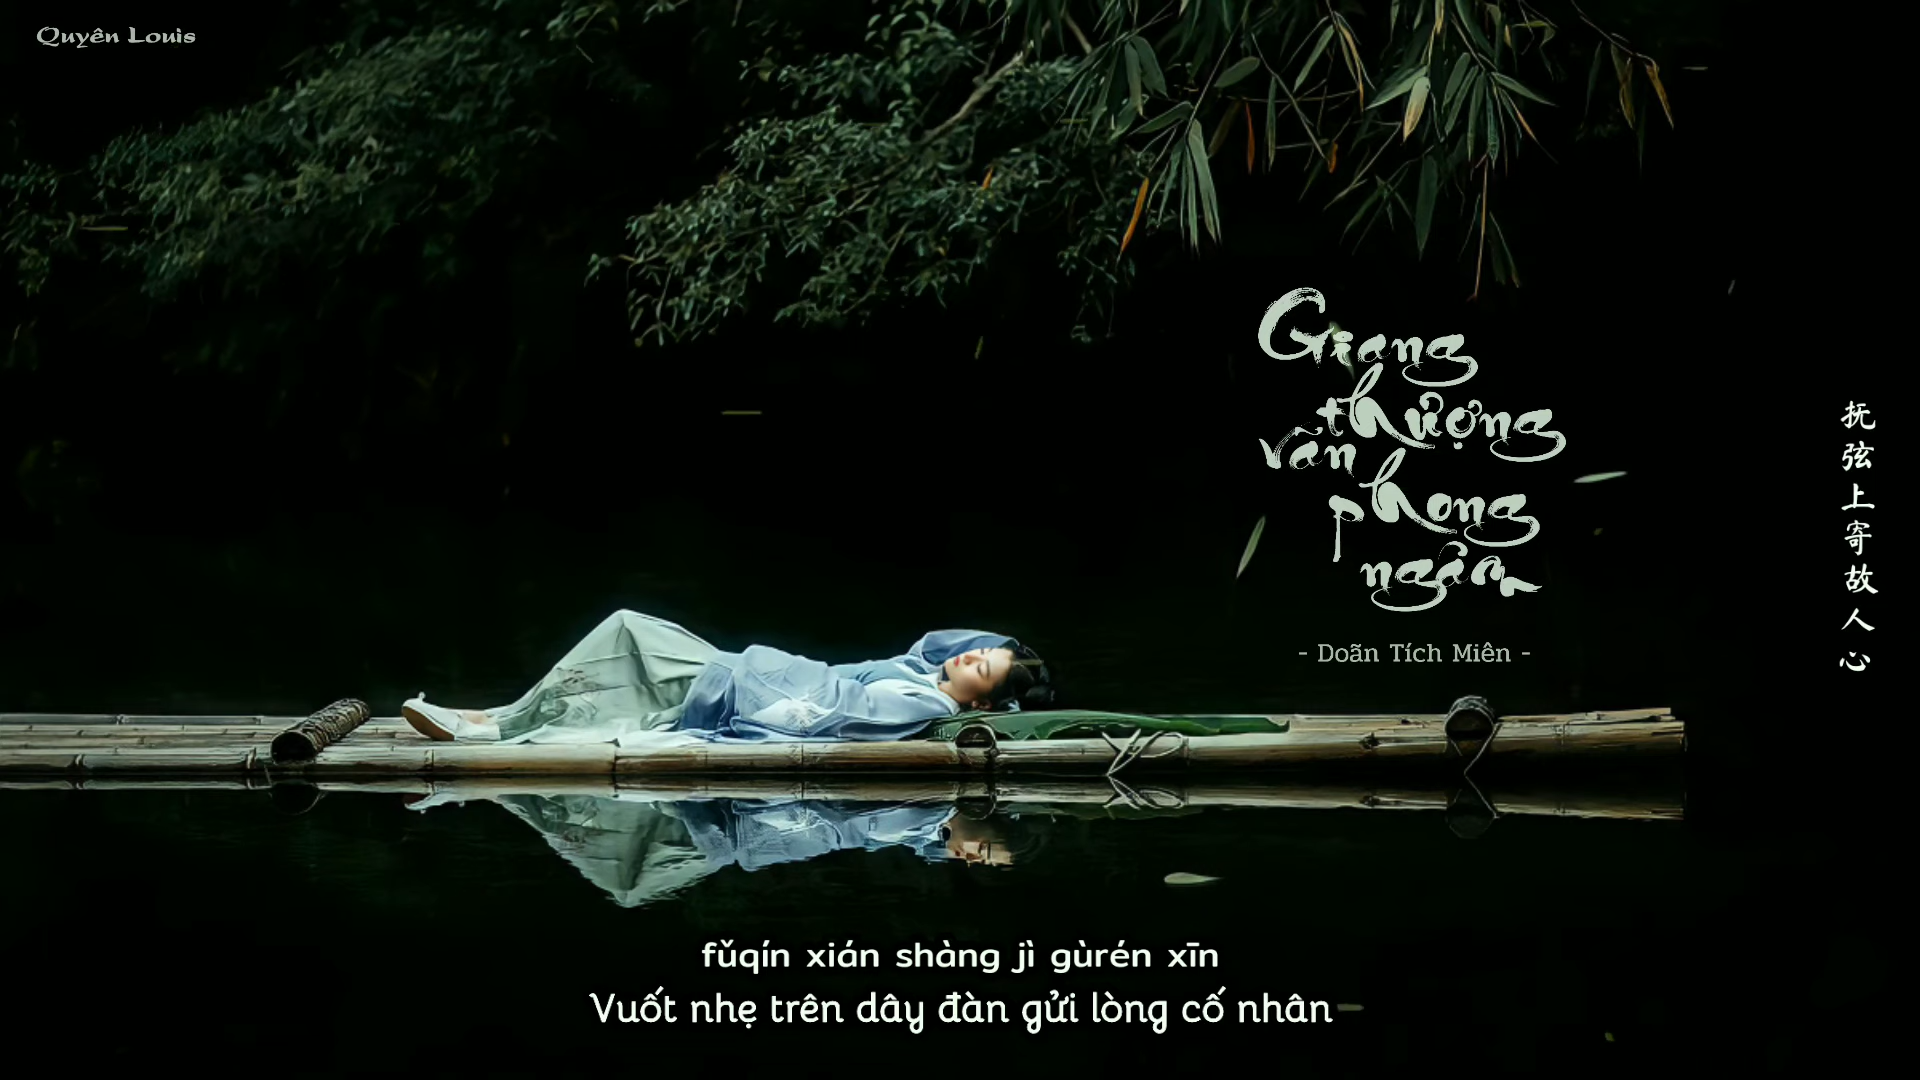 Quyên Louis
Giang
thượng
vãn
phong
ngâm
- Doãn Tích Miên -
抚弦上寄故人心
fǔqín xián shàng jì gùrén xīn
Vuốt nhẹ trên dây đàn gửi lòng cố nhân